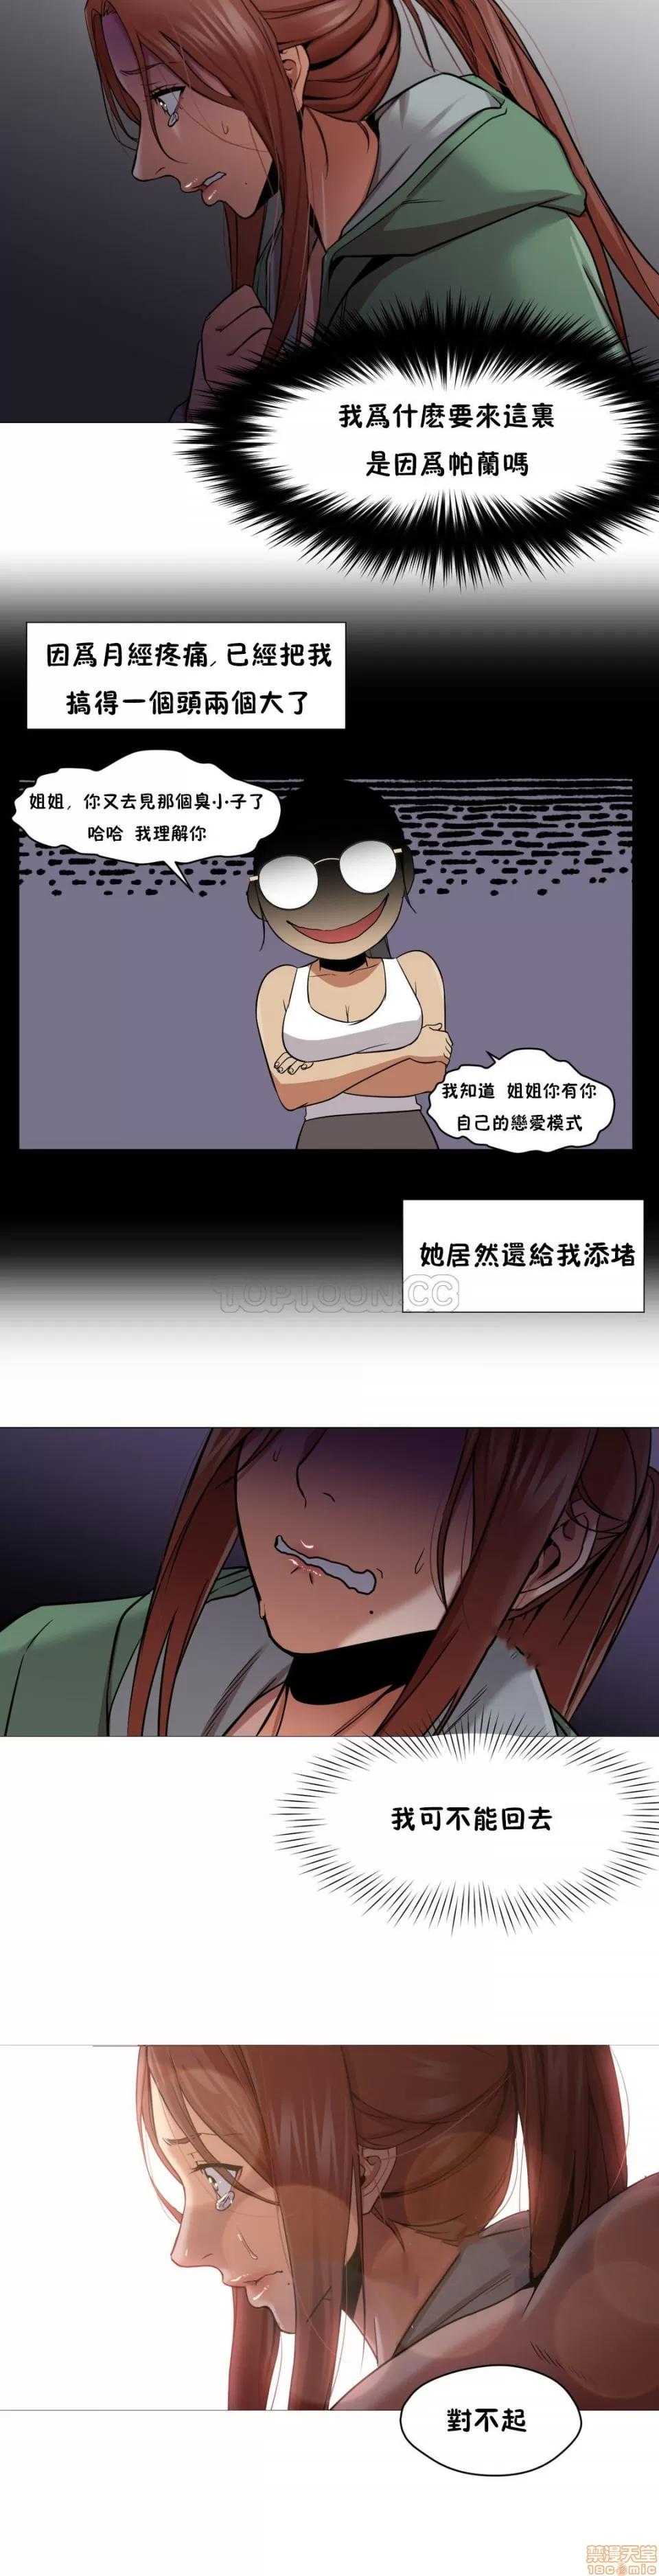 我爲什麽要來這裏
是因爲帕蘭嗎
因爲月經疼痛,已經把我
搞得一個頭兩個大了
姐姐，你又去見那個臭小子了
哈哈 我理解你
我知道 姐姐你有你
自己的戀愛模式
她居然還給我添堵
TOPTOON.CC
我可不能回去
對不起
禁漫天堂
18comic.cc